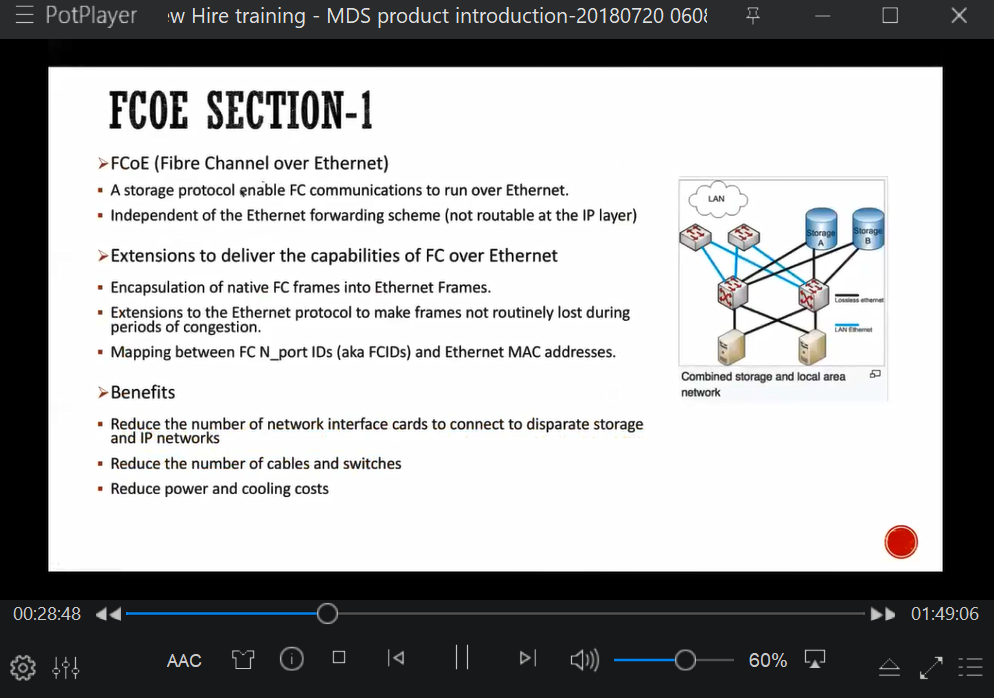 PotPlayer
ew Hire training - MDS product introduction-20180720 0608
FCOE SECTION-1
➢FCoE (Fibre Channel over Ethernet)
▪ A storage protocol enable FC communications to run over Ethernet.
▪ Independent of the Ethernet forwarding scheme (not routable at the IP layer)
➢Extensions to deliver the capabilities of FC over Ethernet
▪ Encapsulation of native FC frames into Ethernet Frames.
▪ Extensions to the Ethernet protocol to make frames not routinely lost during
periods of congestion.
▪ Mapping between FC N_port IDs (aka FCIDs) and Ethernet MAC addresses.
➢Benefits
▪ Reduce the number of network interface cards to connect to disparate storage
and IP networks
▪ Reduce the number of cables and switches
▪ Reduce power and cooling costs
LAN
Storage
A
Storage
B
Lossless ethernet
LAN Ethernet
Combined storage and local area
network
00:28:48
01:49:06
AAC
60%